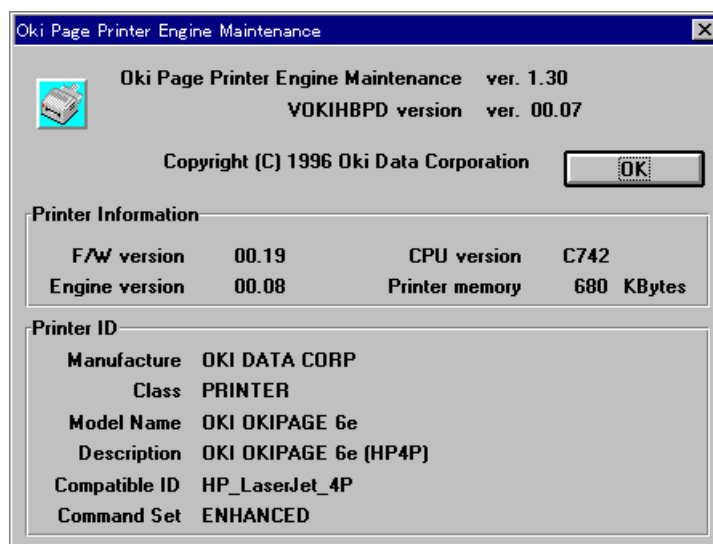 Oki Page Printer Engine Maintenance
Oki Page Printer Engine Maintenance ver. 1.30
VOKIHBPD version ver. 00.07
Copyright (C) 1996 Oki Data Corporation OK
Printer Information
F/W version 00.19 CPU version C742
Engine version 00.08 Printer memory 680 KBytes
Printer ID
Manufacture OKI DATA CORP
Class PRINTER
Model Name OKI OKIPAGE 6e
Description OKI OKIPAGE 6e (HP4P)
Compatible ID HP_LaserJet_4P
Command Set ENHANCED